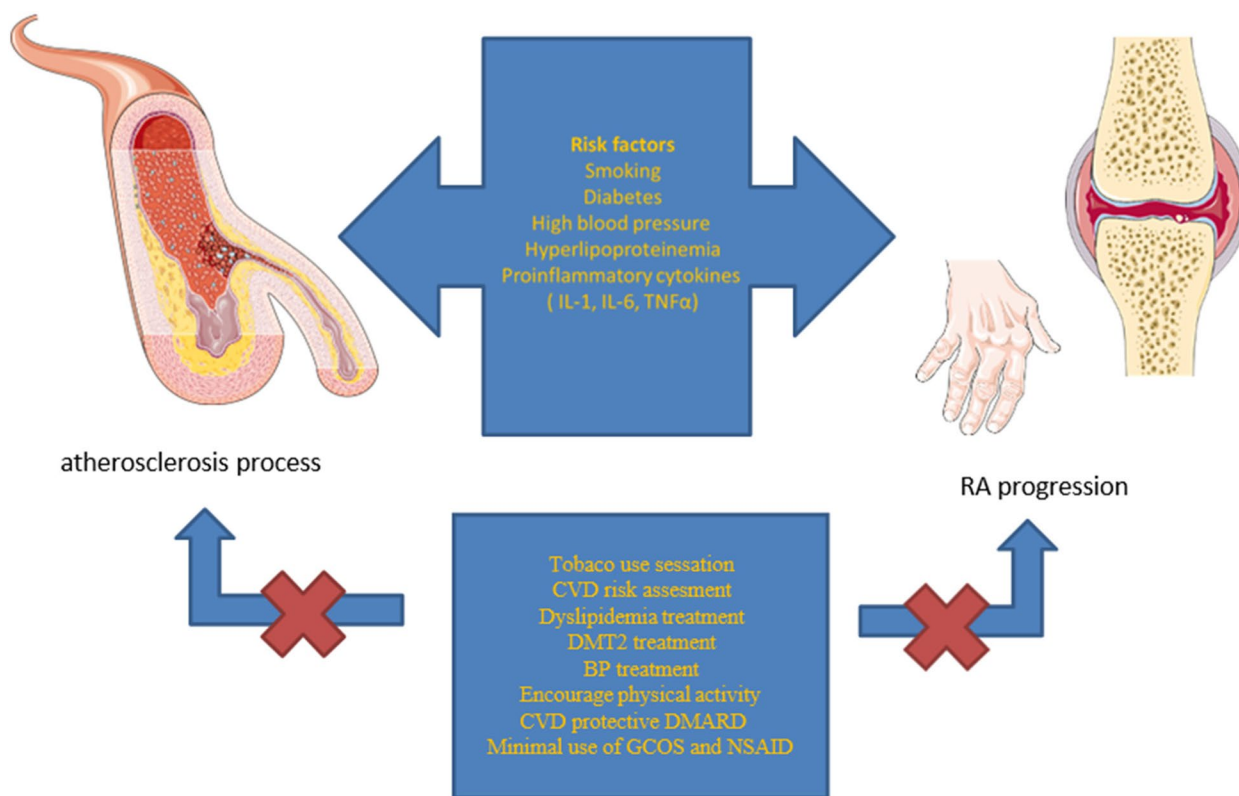 Risk factors
Smoking
Diabetes
High blood pressure
Hyperlipoproteinemia
Proinflammatory cytokines
( IL-1, IL-6, TNFα)
atherosclerosis process
RA progression
Tobaco use sessation
CVD risk assesment
Dyslipidemia treatment
DMT2 treatment
BP treatment
Encourage physical activity
CVD protective DMARD
Minimal use of GCOS and NSAID